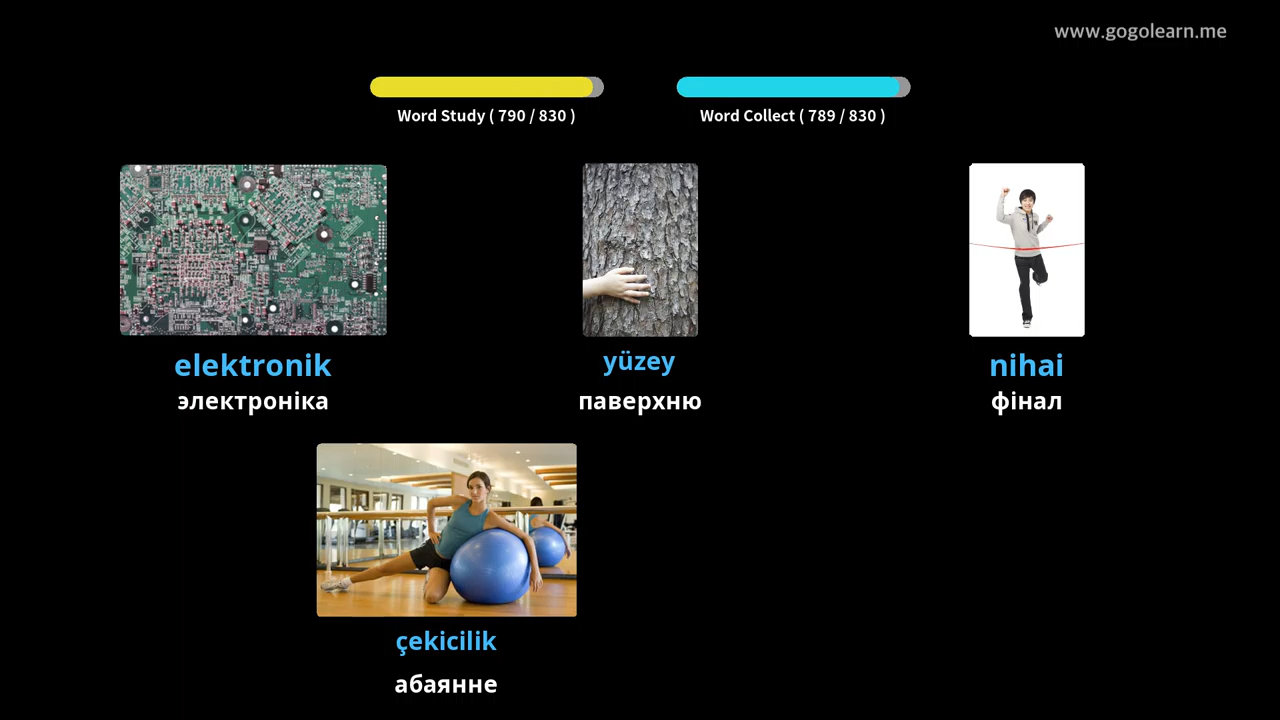 www.gogolearn.me
Word Study ( 790 / 830 )
Word Collect ( 789 / 830 )
elektronik
электроніка
yüzey
паверхню
nihai
фінал
çekicilik
абаянне